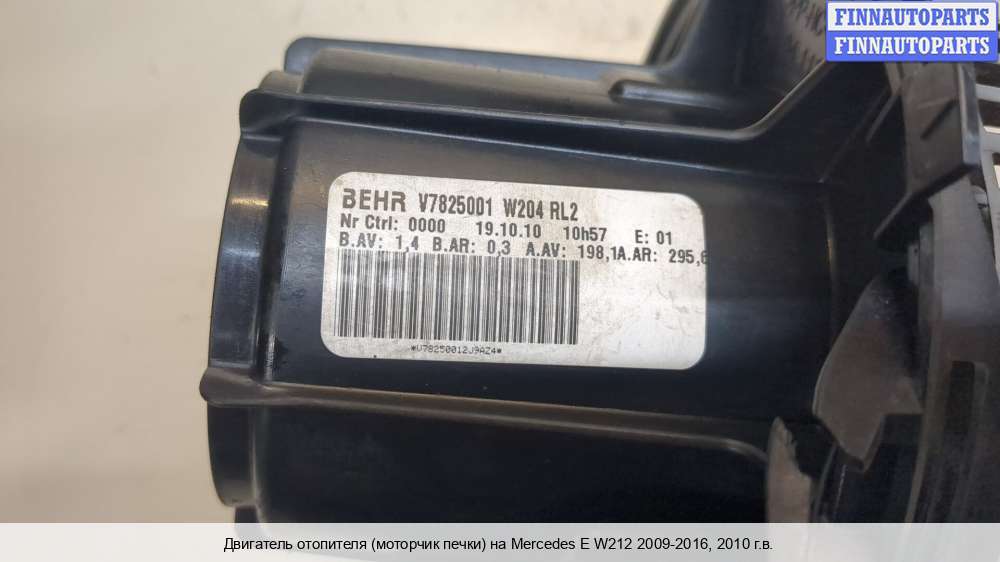 FINNAUTOPARTS
FINNAUTOPARTS
BEHR V7825001 W204 RL2
Nr Ctrl: 0000 19.10.10 10h57 E: 01
B.AV: 1,4 B.AR: 0,3 A.AV: 198,1A.AR: 295,6
*V78250012J9AZ4*
Двигатель отопителя (моторчик печки) на Mercedes E W212 2009-2016, 2010 г.в.